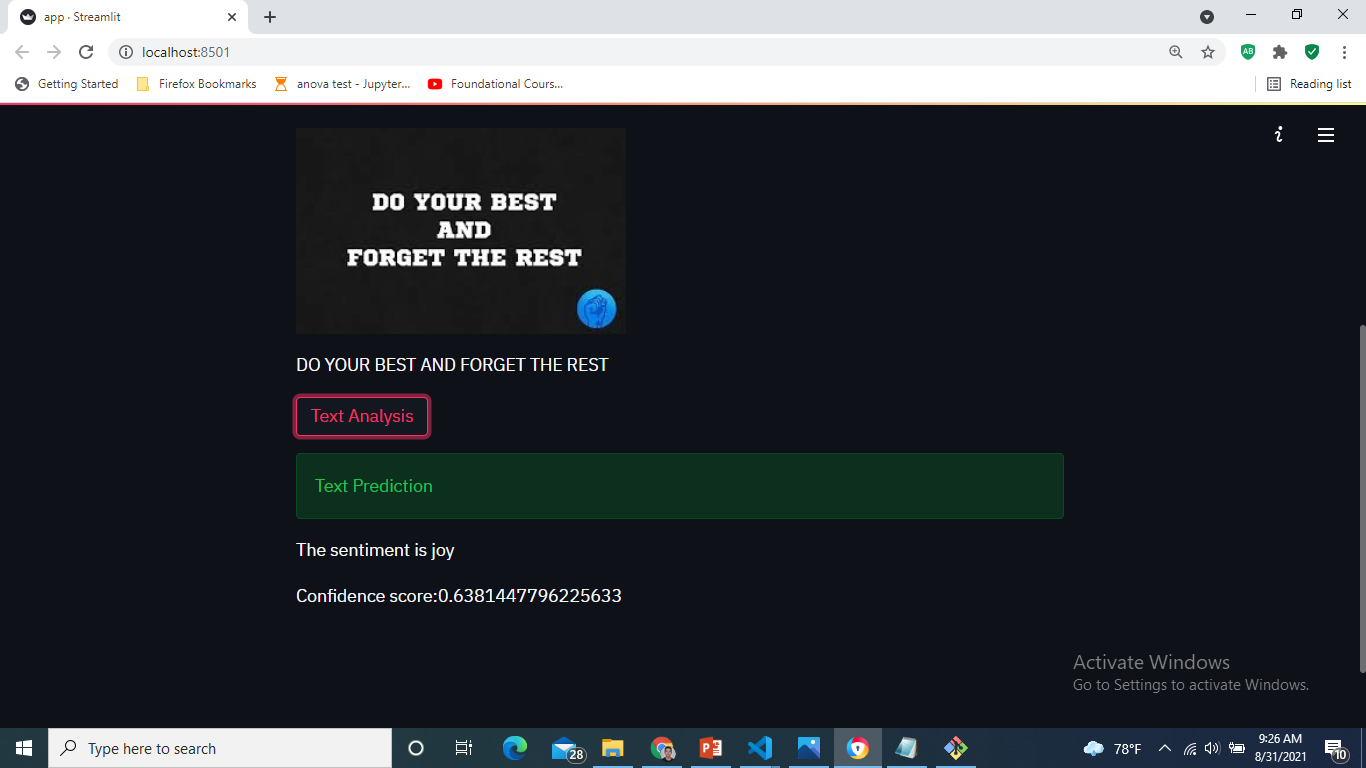 app · Streamlit
localhost:8501
Getting Started
Firefox Bookmarks
anova test - Jupyter...
Foundational Cours...
Reading list
DO YOUR BEST
AND
FORGET THE REST
DO YOUR BEST AND FORGET THE REST
Text Analysis
Text Prediction
The sentiment is joy
Confidence score:0.6381447796225633
Activate Windows
Go to Settings to activate Windows.
Type here to search
28
78°F
9:26 AM
8/31/2021
10